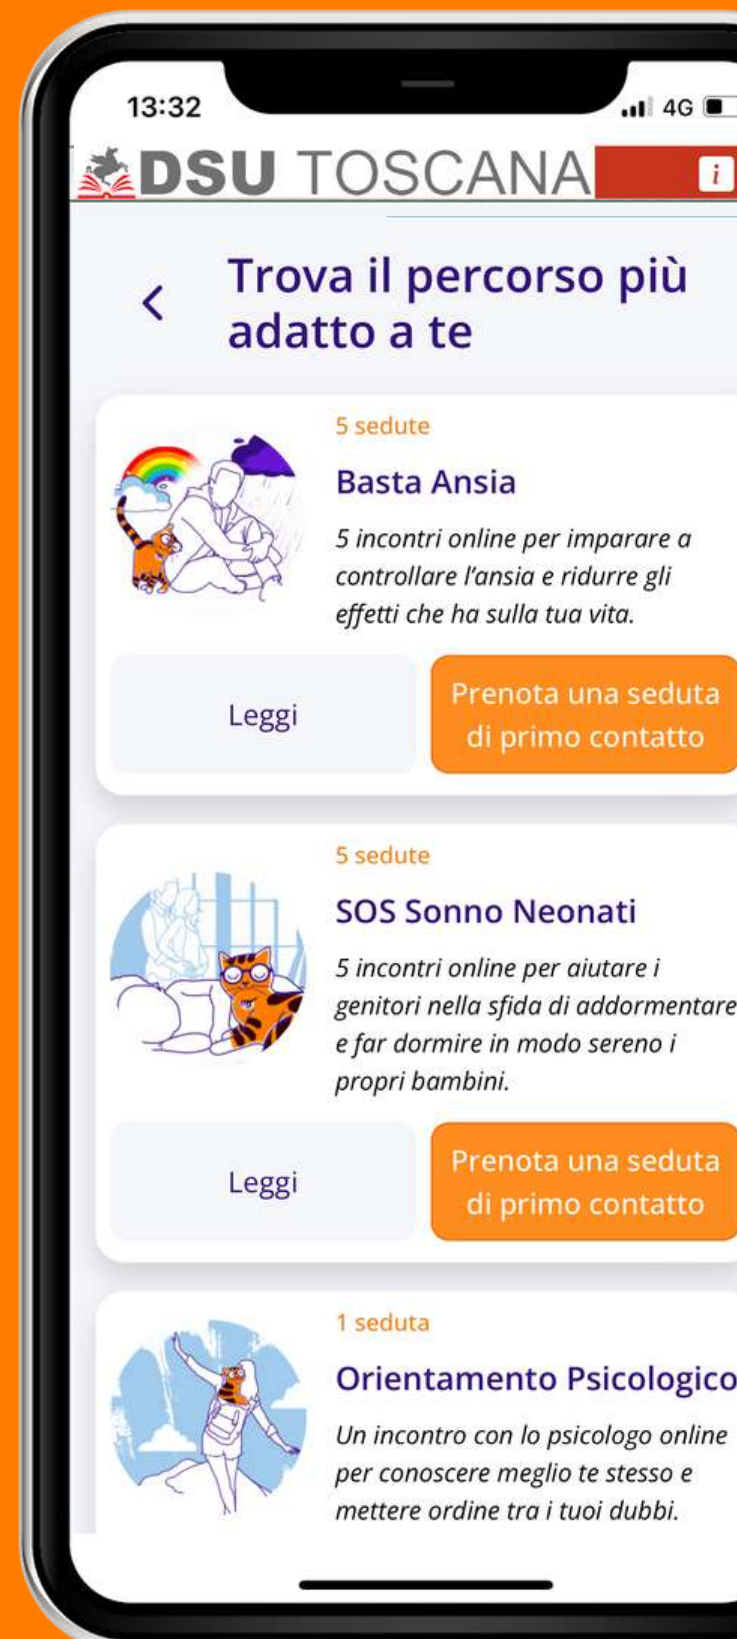 13:32
4G
DSU TOSCANA
i
Trova il percorso più
adatto a te
5 sedute
Basta Ansia
5 incontri online per imparare a
controllare l'ansia e ridurre gli
effetti che ha sulla tua vita.
Leggi
Prenota una seduta
di primo contatto
5 sedute
SOS Sonno Neonati
5 incontri online per aiutare i
genitori nella sfida di addormentare
e far dormire in modo sereno i
propri bambini.
Leggi
Prenota una seduta
di primo contatto
1 seduta
Orientamento Psicologico
Un incontro con lo psicologo online
per conoscere meglio te stesso e
mettere ordine tra i tuoi dubbi.